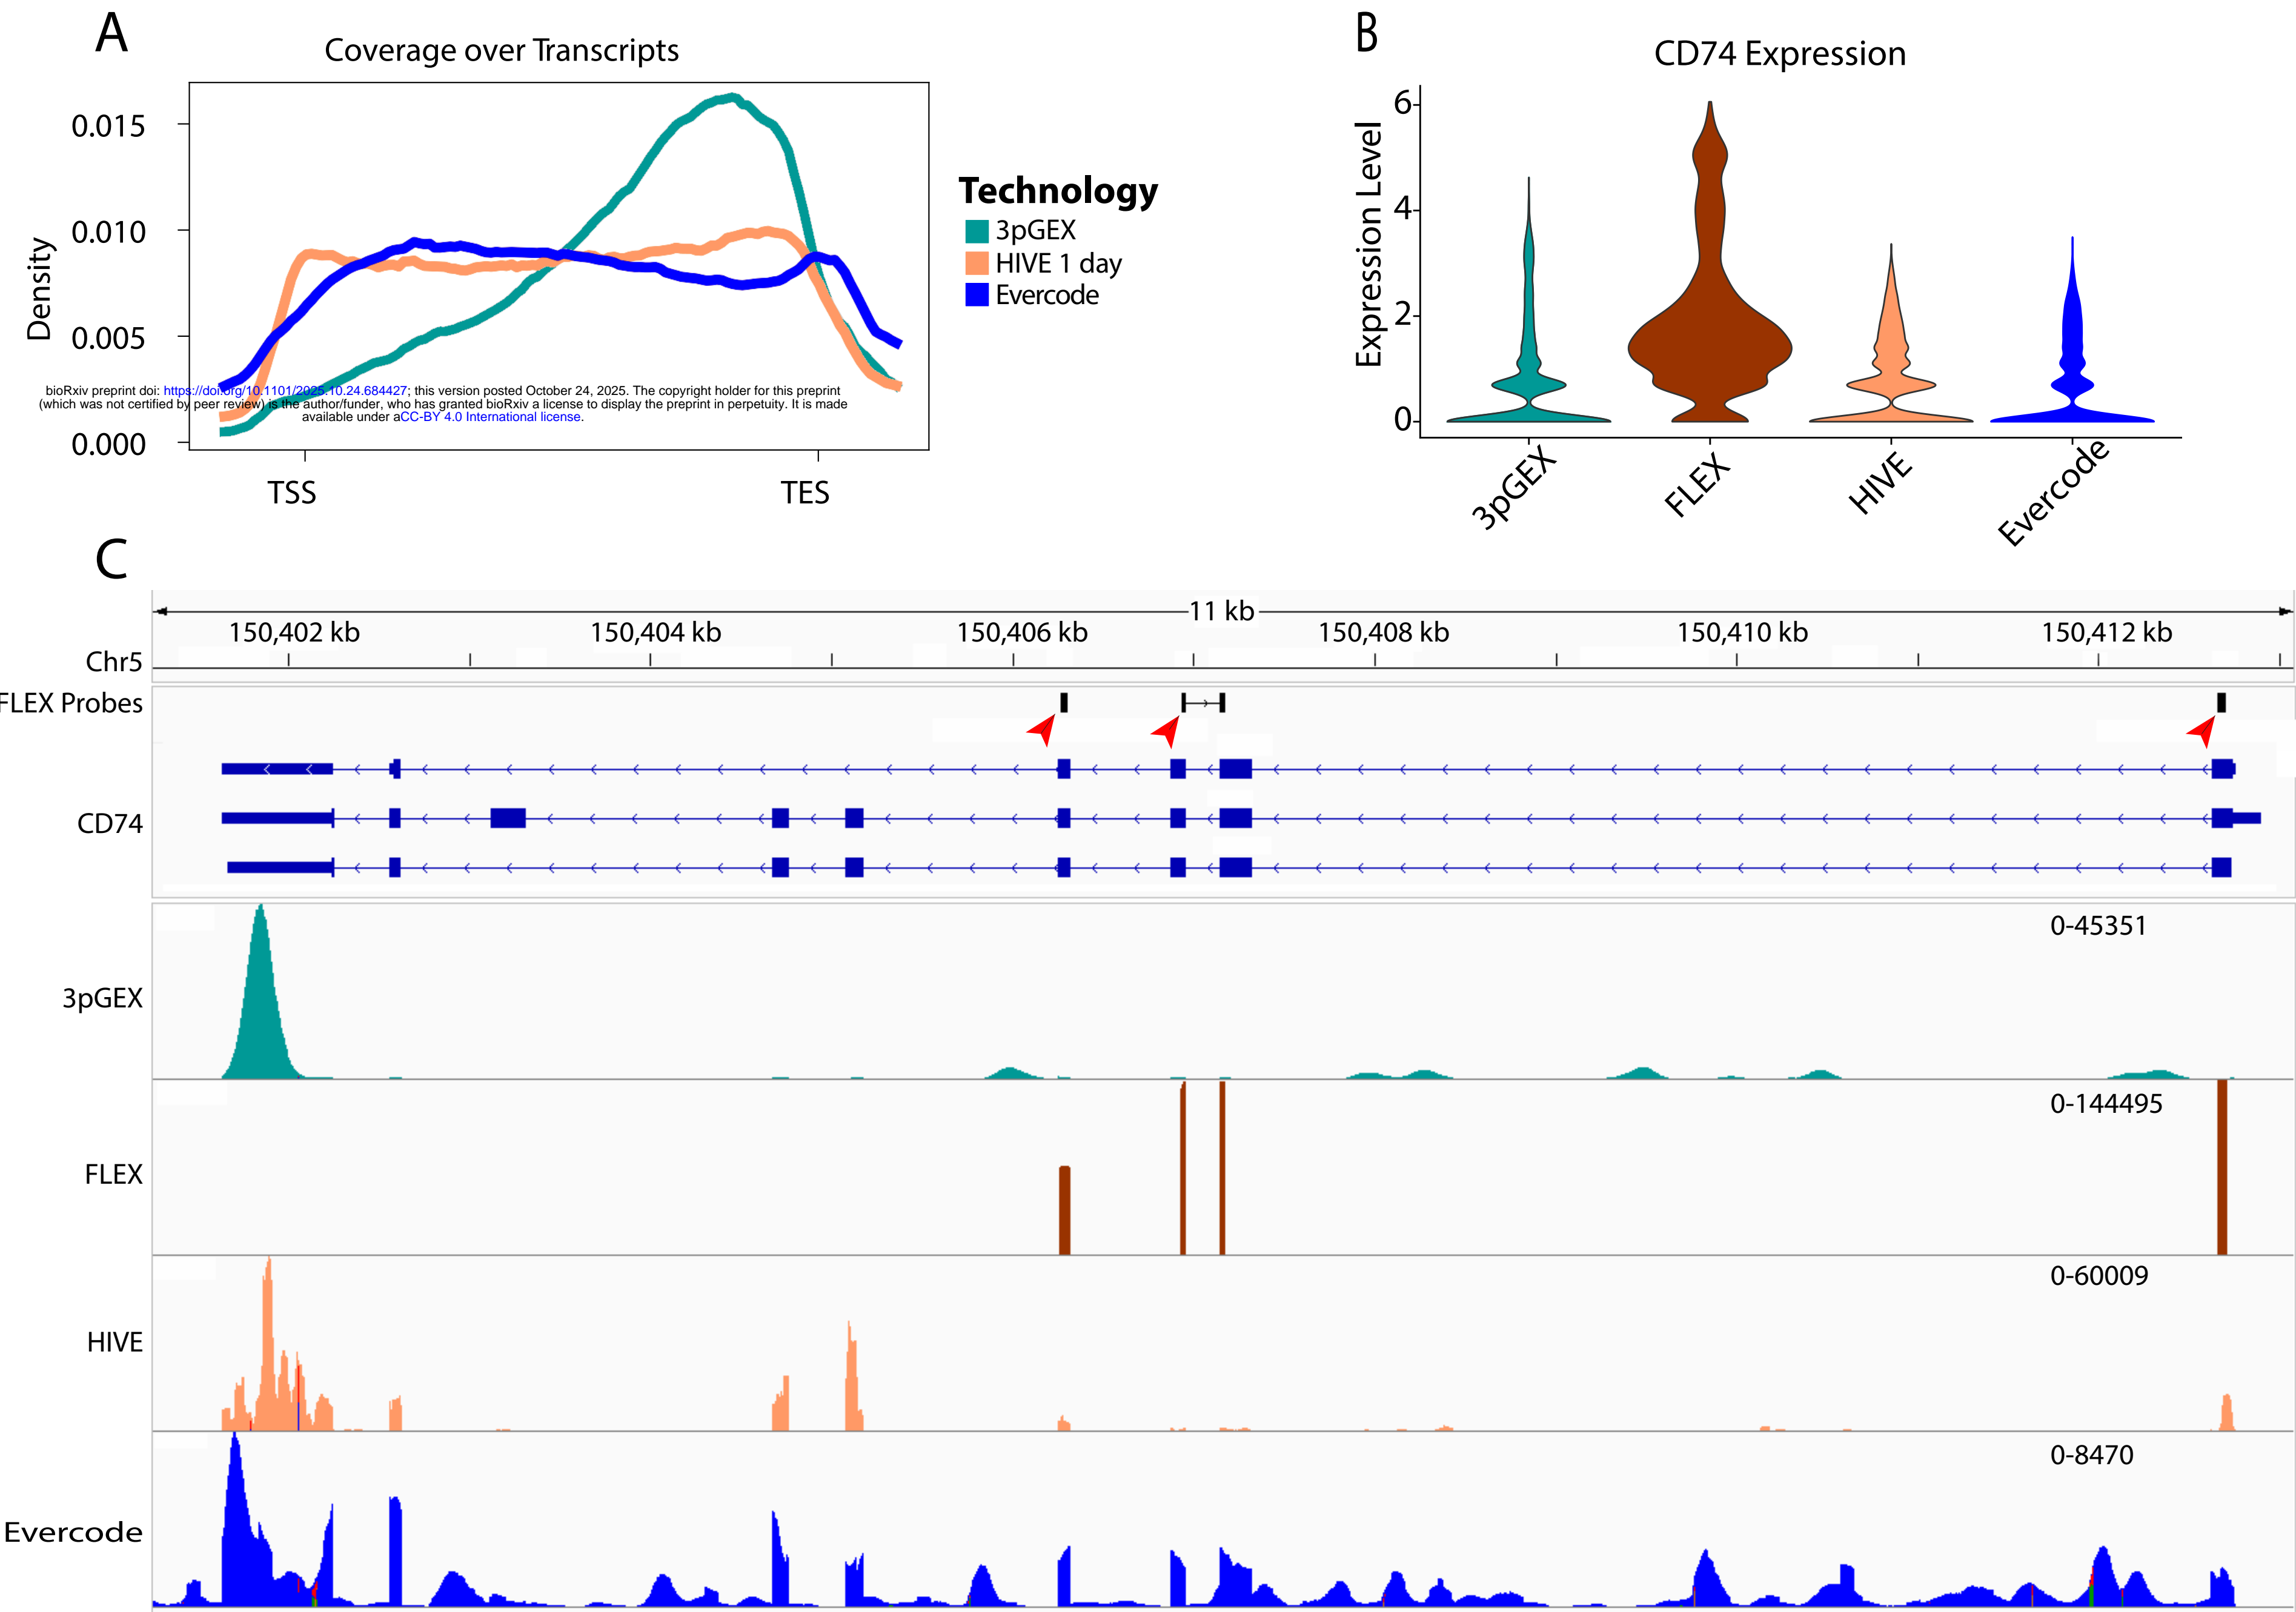 A
Coverage over Transcripts
0.015
0.010
0.005
0.000
Density
TSS
TES
Technology
3pGEX
HIVE 1 day
Evercode
bioRxiv preprint doi: https://doi.org/10.1101/2025.10.24.684427; this version posted October 24, 2025. The copyright holder for this preprint
(which was not certified by peer review) is the author/funder, who has granted bioRxiv a license to display the preprint in perpetuity. It is made
available under aCC-BY 4.0 International license.
B
CD74 Expression
Expression Level
6
4
2
0
3pGEX
FLEX
HIVE
Evercode
C
11 kb
150,402 kb
150,404 kb
150,406 kb
150,408 kb
150,410 kb
150,412 kb
Chr5
FLEX Probes
CD74
3pGEX
0-45351
FLEX
0-144495
HIVE
0-60009
Evercode
0-8470